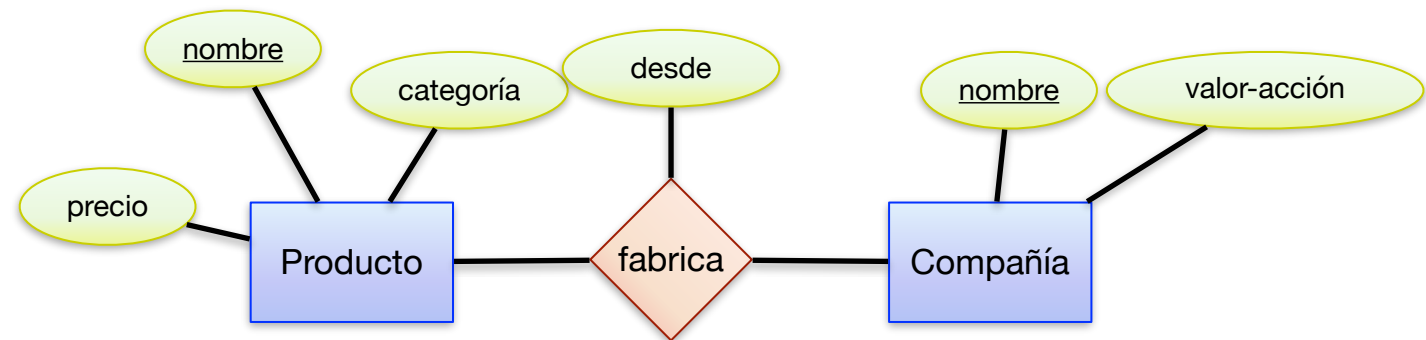 nombre
categoría
desde
nombre
valor-acción
precio
Producto
fabrica
Compañía